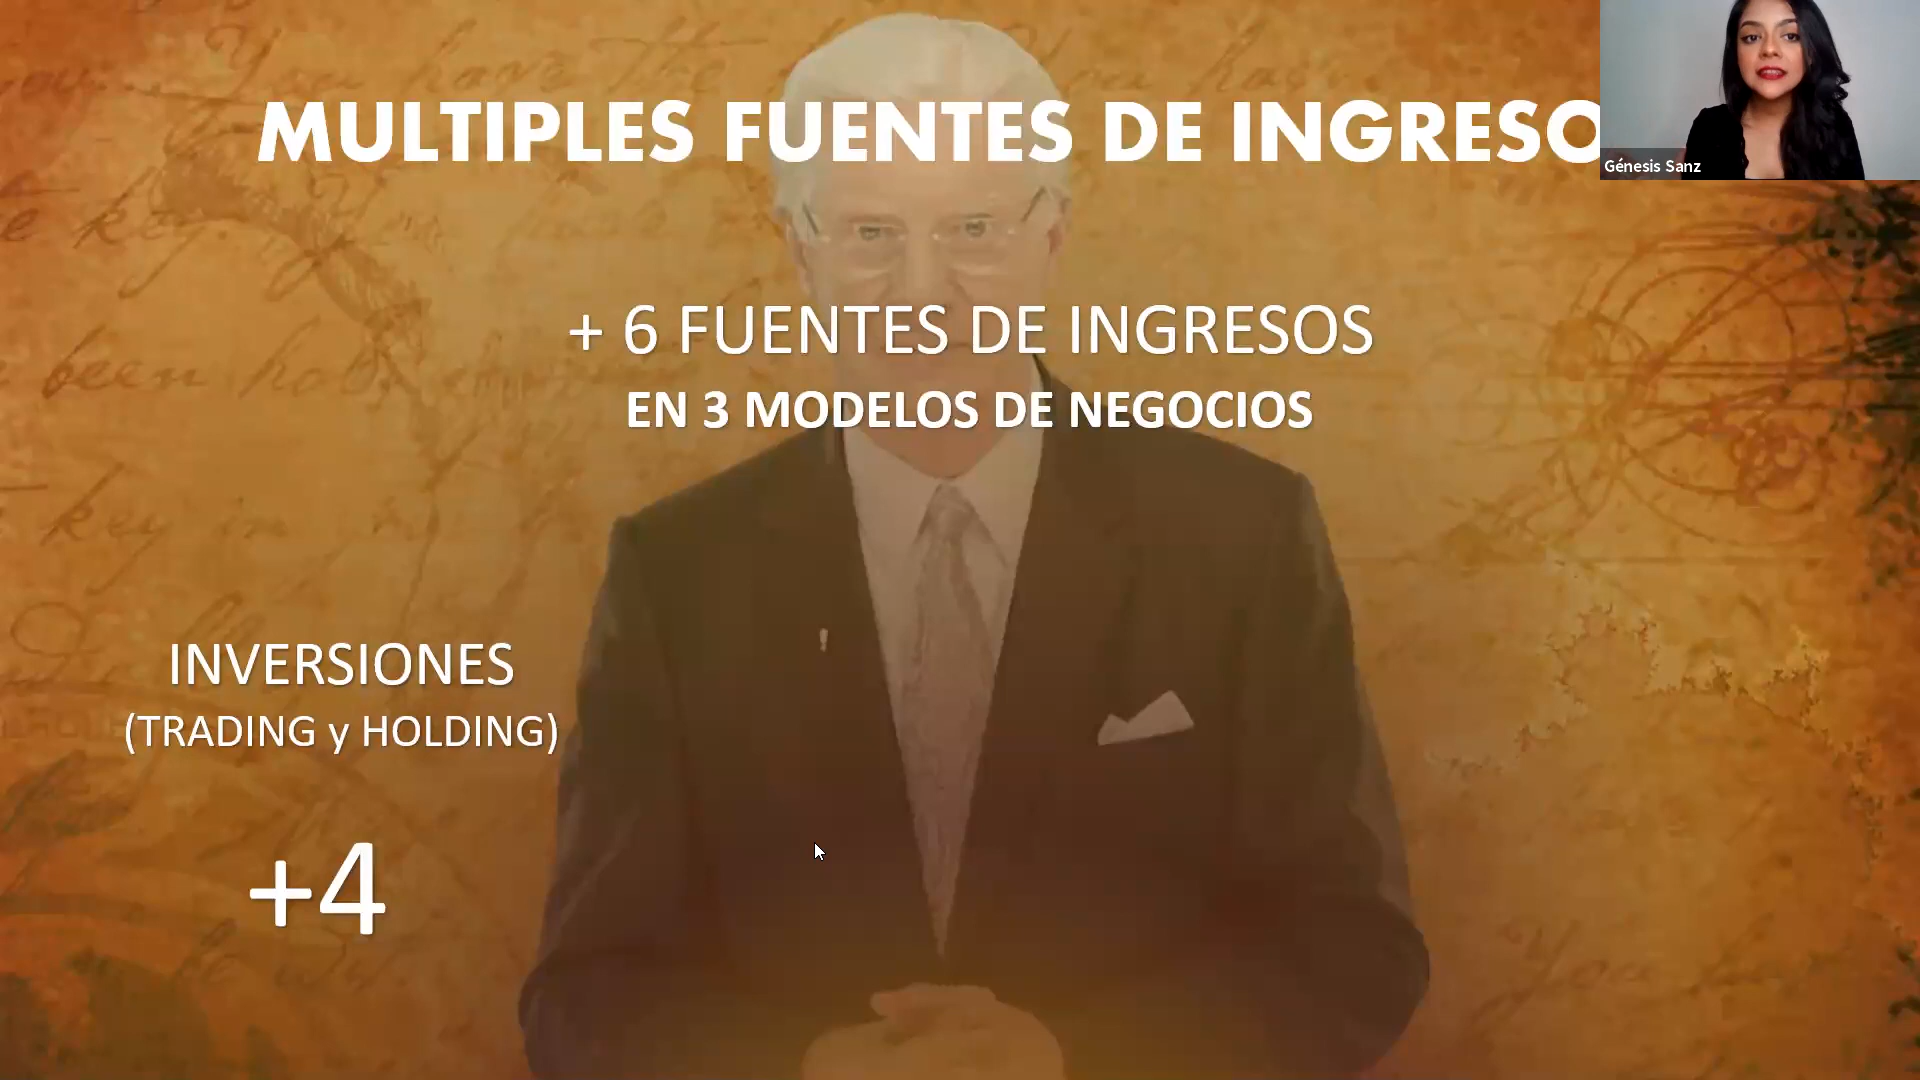 MULTIPLES FUENTES DE INGRESO
Génesis Sanz
+ 6 FUENTES DE INGRESOS
EN 3 MODELOS DE NEGOCIOS
INVERSIONES
(TRADING y HOLDING)
+4